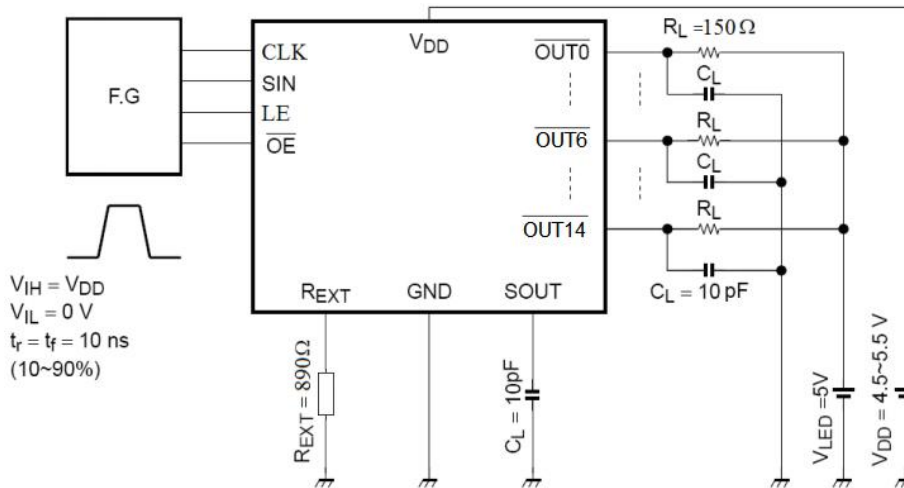 F.G
CLK
SIN
LE
OE
VDD
OUT0
OUT6
OUT14
REXT
GND
SOUT
RL =150Ω
CL
RL
CL
RL
CL = 10 pF
VIH = VDD
VIL = 0 V
tr = tf = 10 ns
(10~90%)
REXT = 890Ω
CL = 10pF
VLED =5V
VDD = 4.5~5.5 V